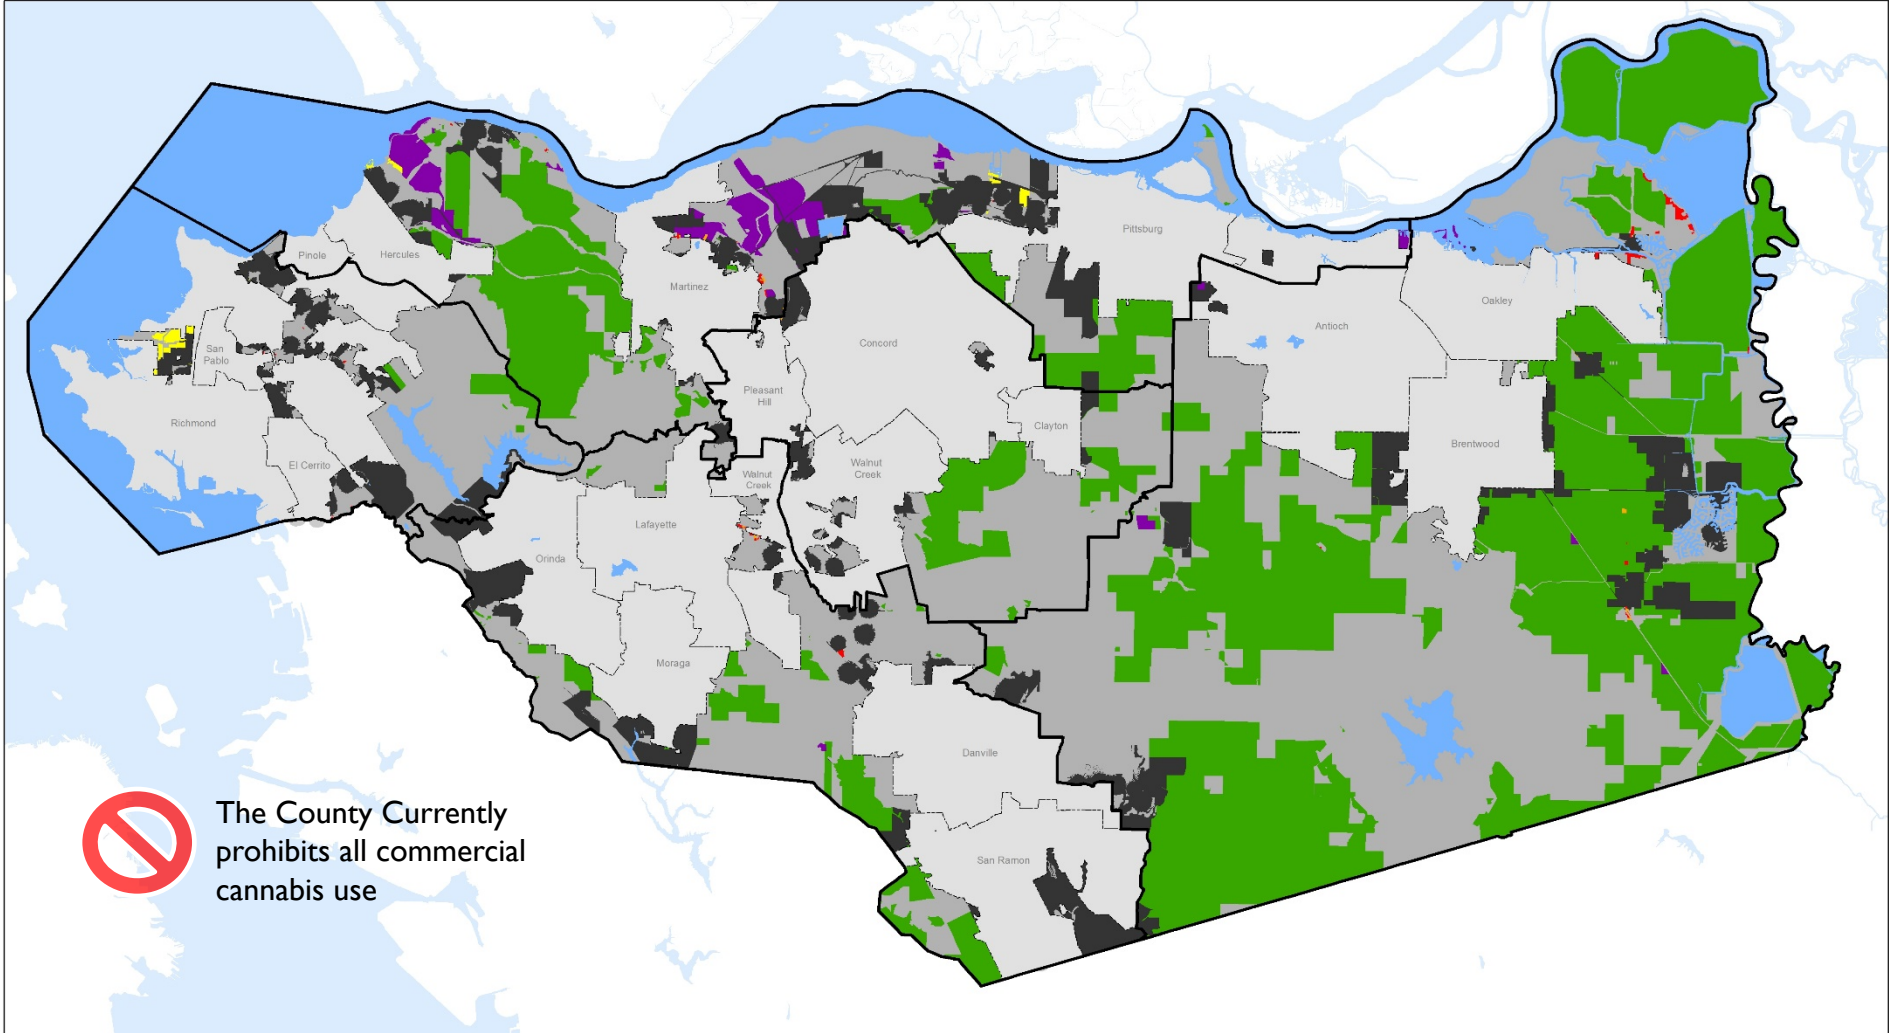 Pittsburg
Pinole
Hercules
Martinez
Oakley
Antioch
Concord
San
Pablo
Pleasant
Hill
Richmond
Clayton
Brentwood
El Cerrito
Walnut
Creek
Walnut
Creek
Lafayette
Orinda
Moraga
Danville
San Ramon
The County Currently
prohibits all commercial
cannabis use